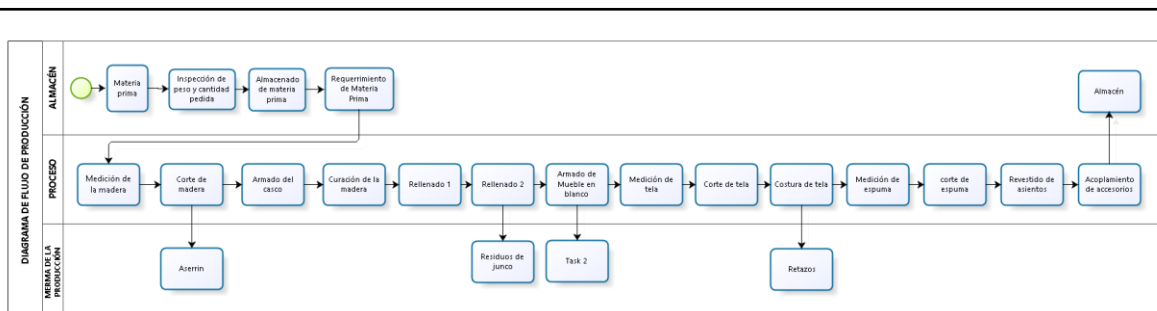 DIAGRAMA DE FLUJO DE PRODUCCIÓN
ALMACÉN
Materia
prima
Inspección de
peso y cantidad
pedida
Almacenado
de materia
prima
Requerrimiento
de Materia
Prima
Almacén
PROCESO
Medición de
la madera
Corte de
madera
Armado del
casco
Curación de la
madera
Rellenado 1
Rellenado 2
Armado de
Mueble en
blanco
Medición de
tela
Corte de tela
Costura de tela
Medición de
espuma
corte de
espuma
Revestido de
asientos
Acoplamiento
de accesorios
MERMA DE LA
PRODUCCIÓN
Aserrin
Residuos de
junco
Task 2
Retazos